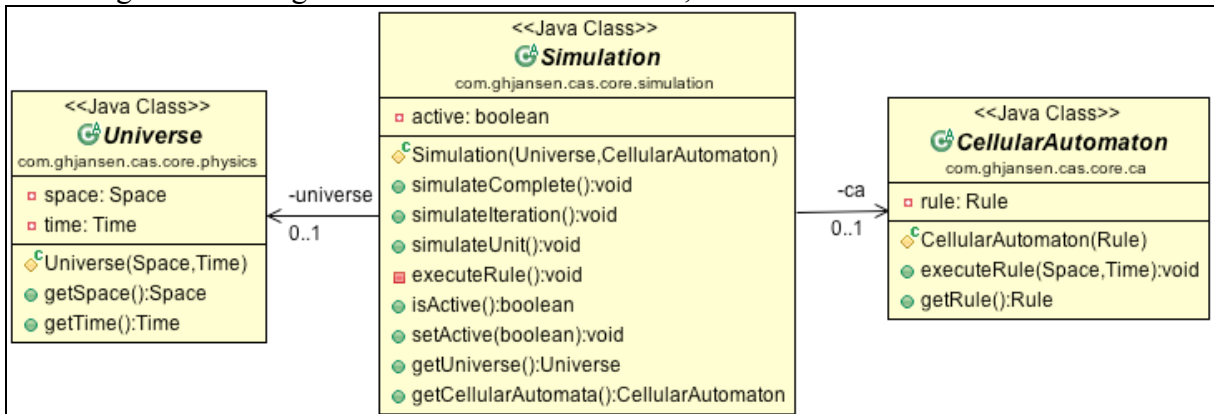 <<Java Class>>
Universe
com.ghjansen.cas.core.physics
space: Space
time: Time
Universe(Space,Time)
getSpace():Space
getTime():Time
-universe
0..1
<<Java Class>>
Simulation
com.ghjansen.cas.core.simulation
active: boolean
Simulation(Universe,CellularAutomaton)
simulateComplete():void
simulateIteration():void
simulateUnit():void
executeRule():void
isActive():boolean
setActive(boolean):void
getUniverse():Universe
getCellularAutomata():CellularAutomaton
-ca
0..1
<<Java Class>>
CellularAutomaton
com.ghjansen.cas.core.ca
rule: Rule
CellularAutomaton(Rule)
executeRule(Space,Time):void
getRule():Rule